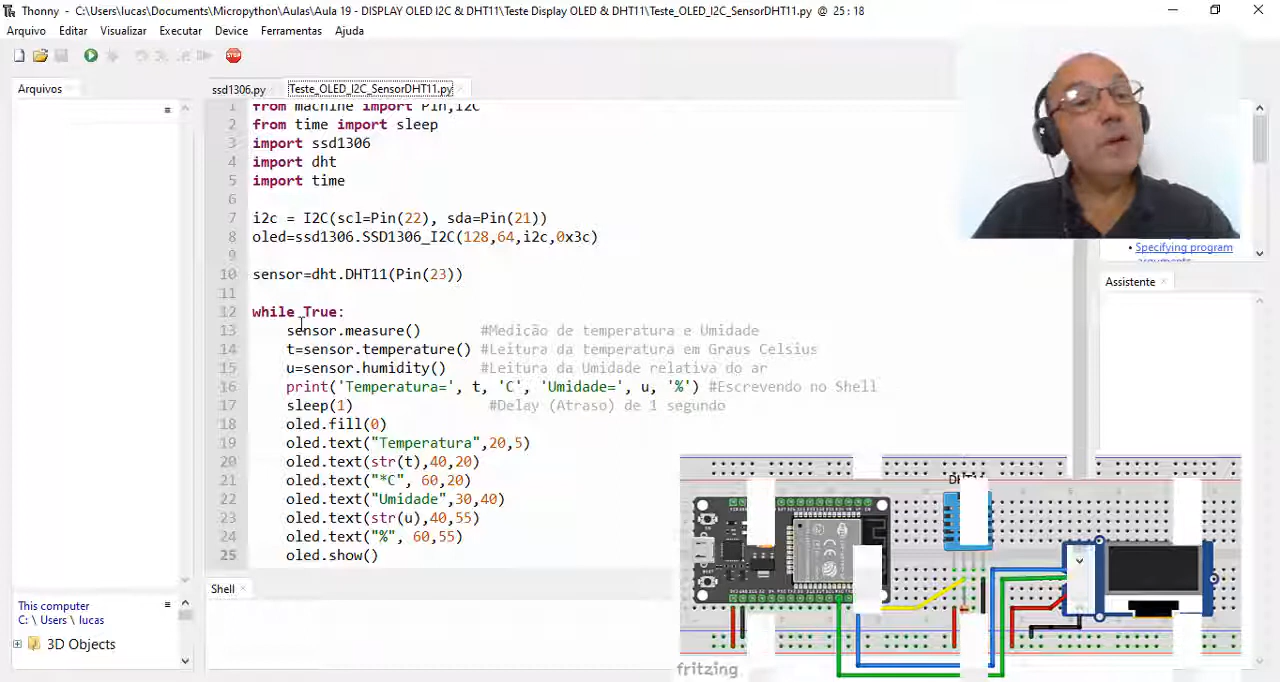 Thonny - C:\Users\lucas\Documents\Micropython\Aulas\Aula 19 - DISPLAY OLED I2C & DHT11\Teste Display OLED & DHT11\Teste_OLED_I2C_SensorDHT11.py @ 25 : 18
Arquivo Editar Visualizar Executar Device Ferramentas Ajuda
STOP
Arquivos
ssd1306.py Teste_OLED_I2C_SensorDHT11.py
1 from machine import Pin,I2C
2 from time import sleep
3 import ssd1306
4 import dht
5 import time
6
7 i2c = I2C(scl=Pin(22), sda=Pin(21))
8 oled=ssd1306.SSD1306_I2C(128,64,i2c,0x3c)
9
10 sensor=dht.DHT11(Pin(23))
11
12 while True:
13 sensor.measure() #Medicão de temperatura e Umidade
14 t=sensor.temperature() #Leitura da temperatura em Graus Celsius
15 u=sensor.humidity() #Leitura da Umidade relativa do ar
16 print('Temperatura=', t, 'C', 'Umidade=', u, '%') #Escrevendo no Shell
17 sleep(1) #Delay (Atraso) de 1 segundo
18 oled.fill(0)
19 oled.text("Temperatura",20,5)
20 oled.text(str(t),40,20)
21 oled.text("*C", 60,20)
22 oled.text("Umidade",30,40)
23 oled.text(str(u),40,55)
24 oled.text("%", 60,55)
25 oled.show()
• Specifying program
arguments
Assistente
Shell
This computer
C: \ Users \ lucas
3D Objects
fritzing